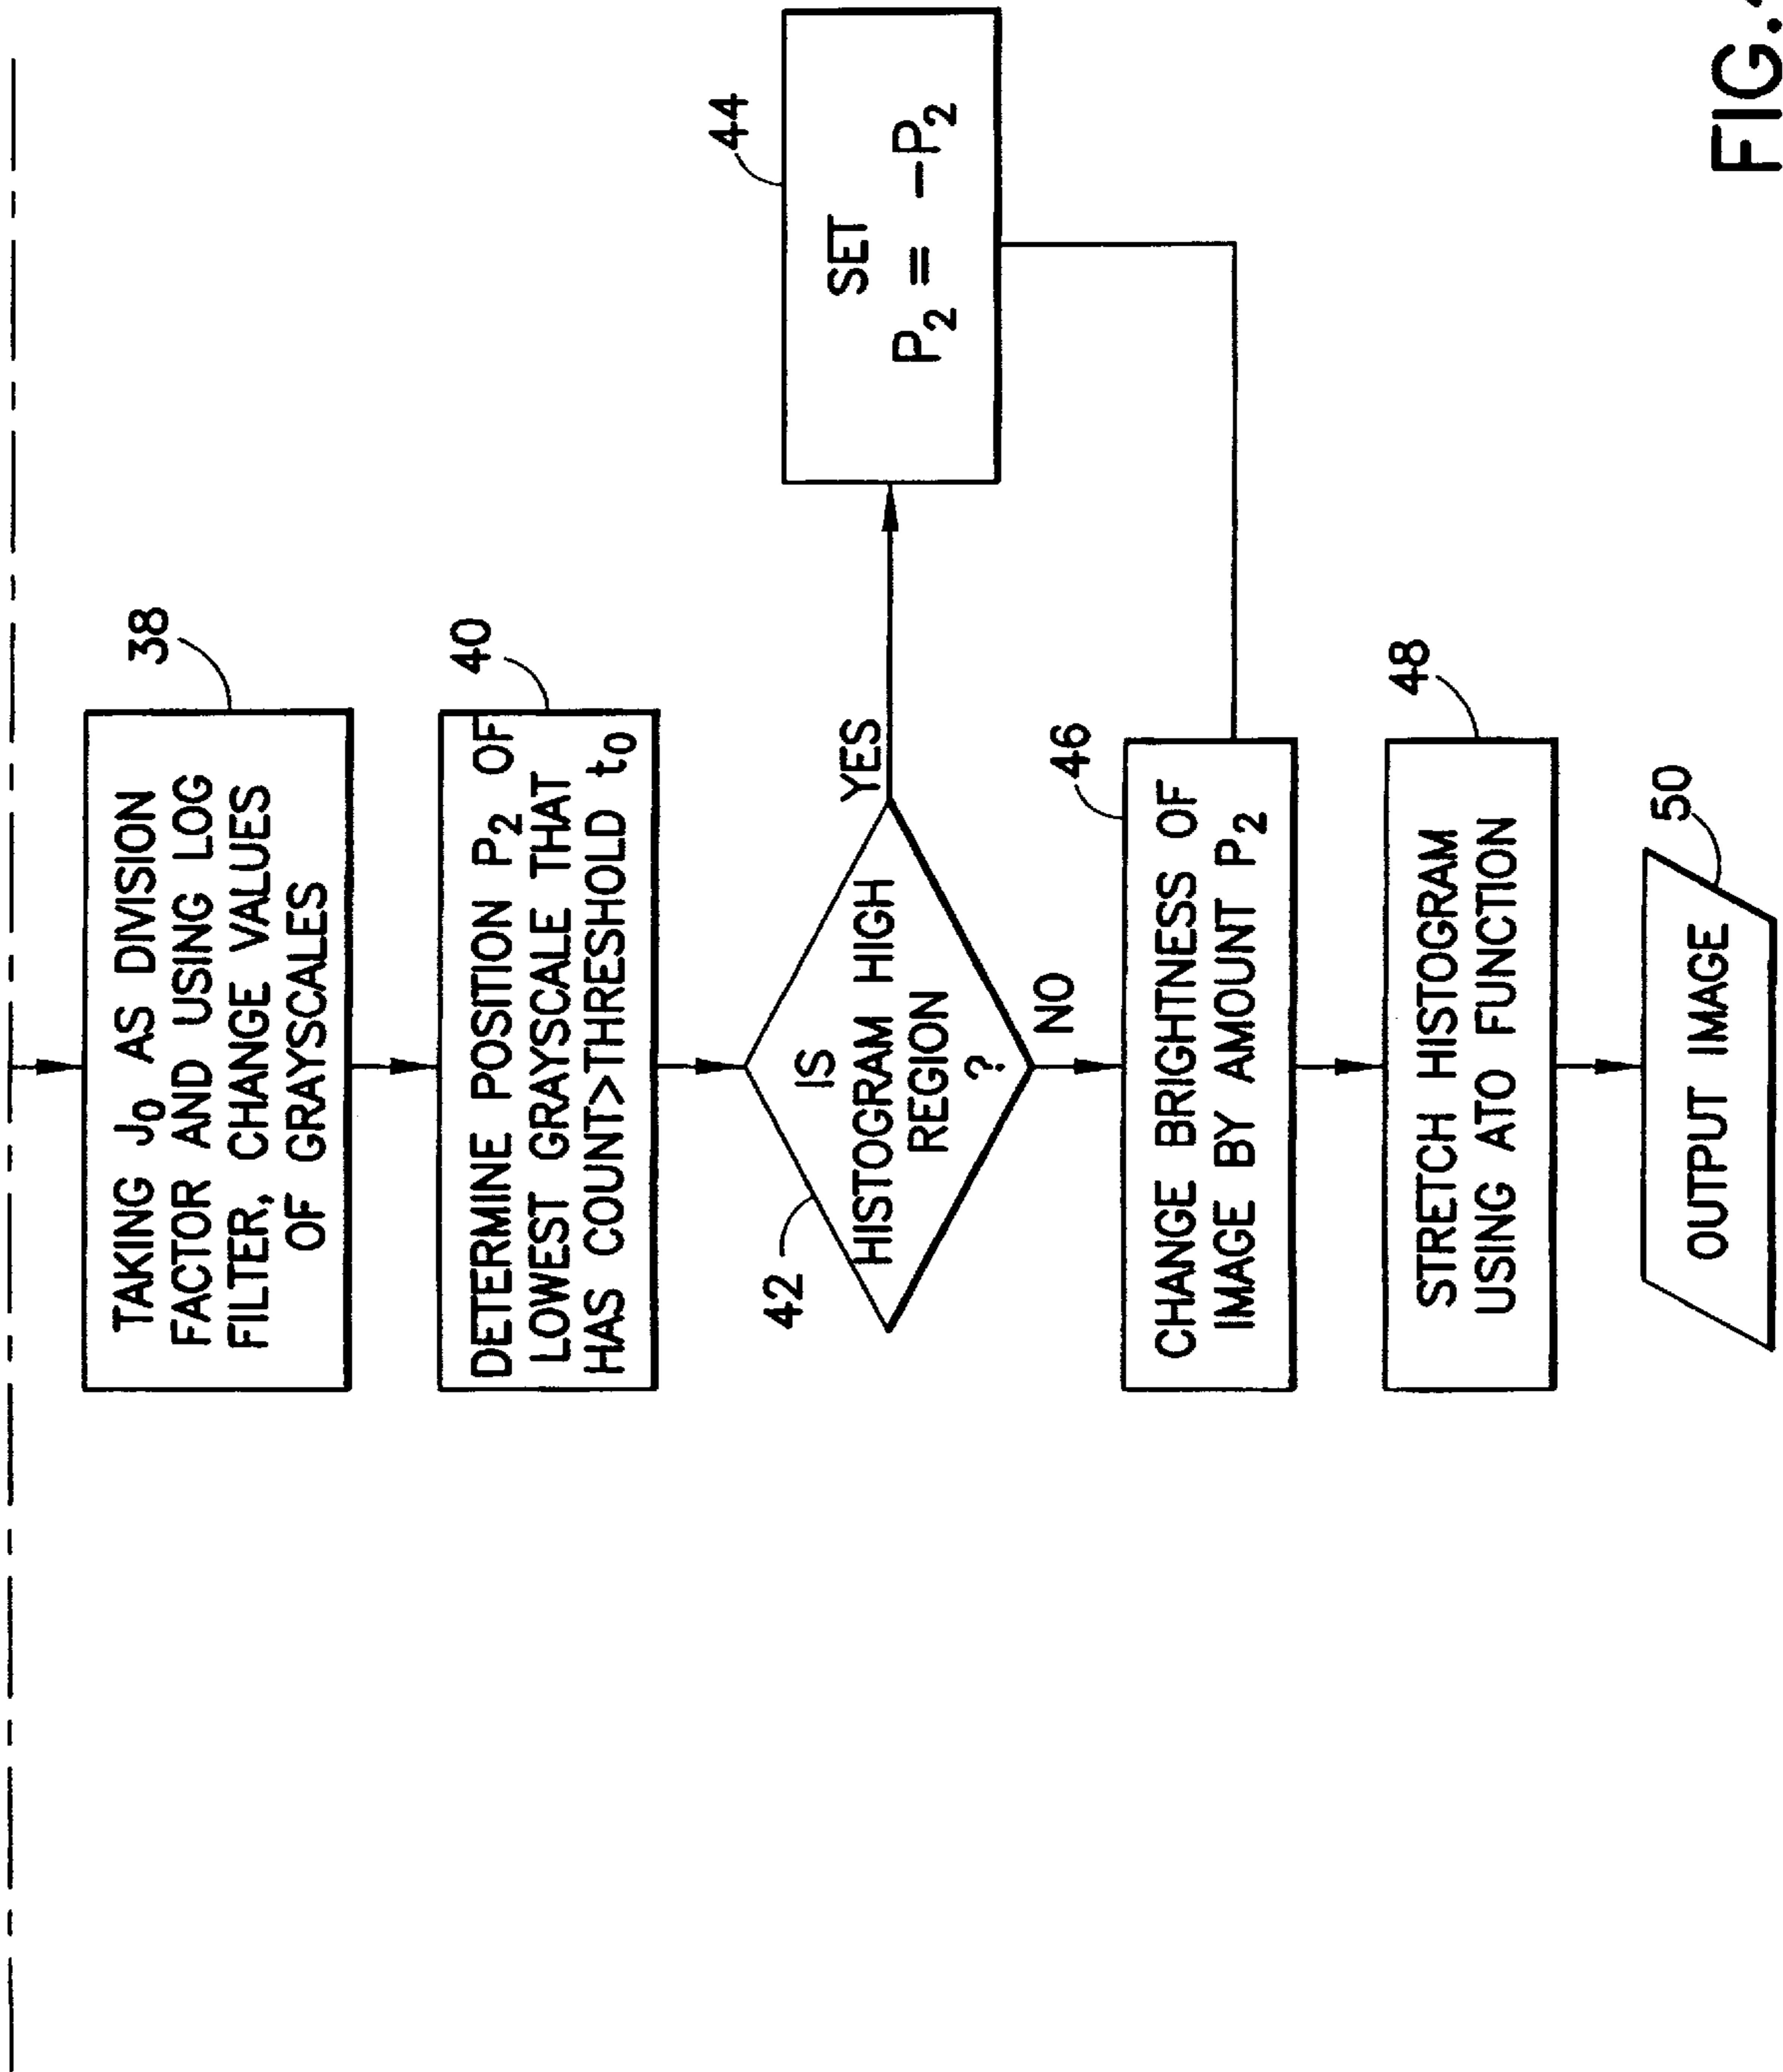 TAKING J₀ AS DIVISION
FACTOR AND USING LOG
FILTER, CHANGE VALUES
OF GRAYSCALES
38
DETERMINE POSITION P₂ OF
LOWEST GRAYSCALE THAT
HAS COUNT>THRESHOLD t₀
40
IS
HISTOGRAM HIGH
REGION
?
42
YES
NO
44
SET
P₂ = −P₂
CHANGE BRIGHTNESS OF
IMAGE BY AMOUNT P₂
46
STRETCH HISTOGRAM
USING ATO FUNCTION
48
OUTPUT IMAGE
50
FIG.